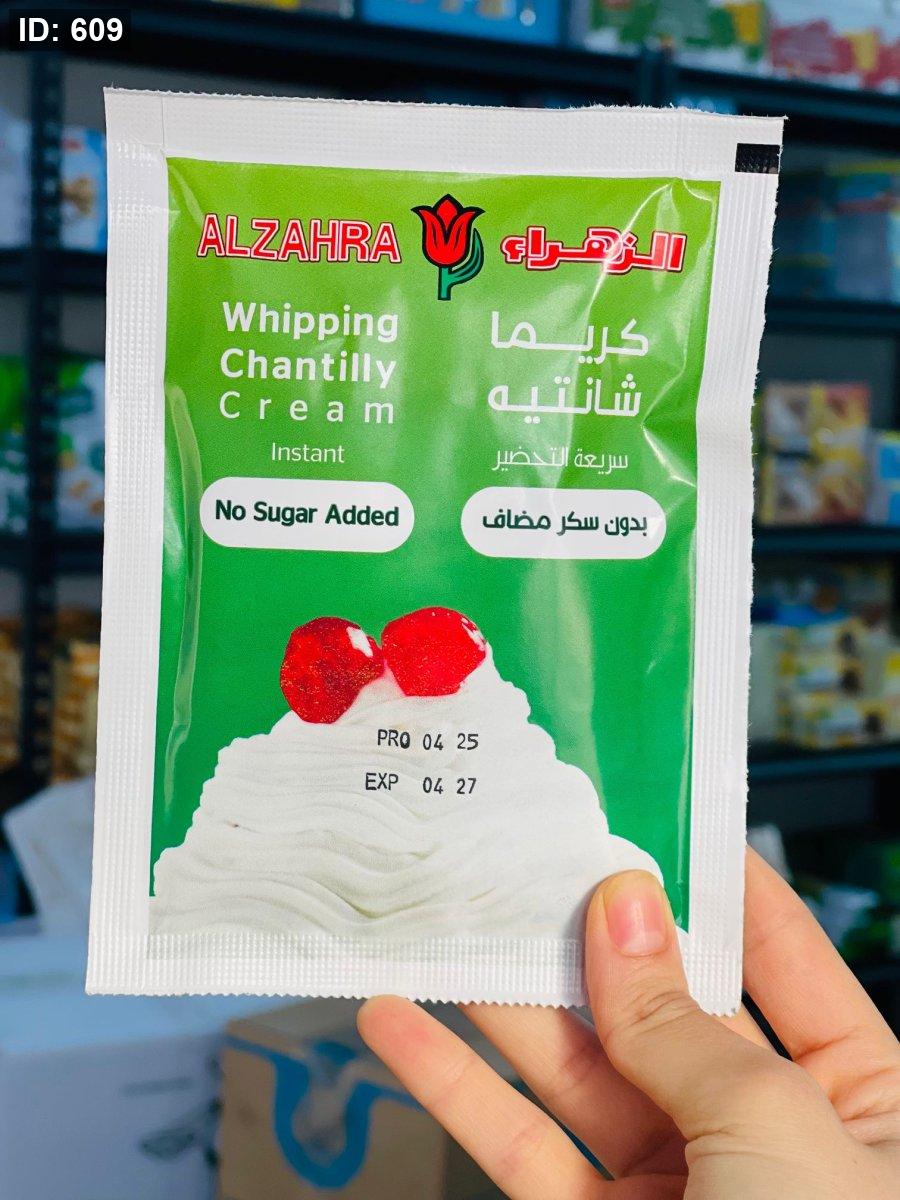 ID: 609
ALZAHRA
الزهراء
Whipping
Chantilly
Cream
Instant
No Sugar Added
كريما
شانتيه
سريعة التحضير
بدون سكر مضاف
PRO 04 25
EXP 04 27